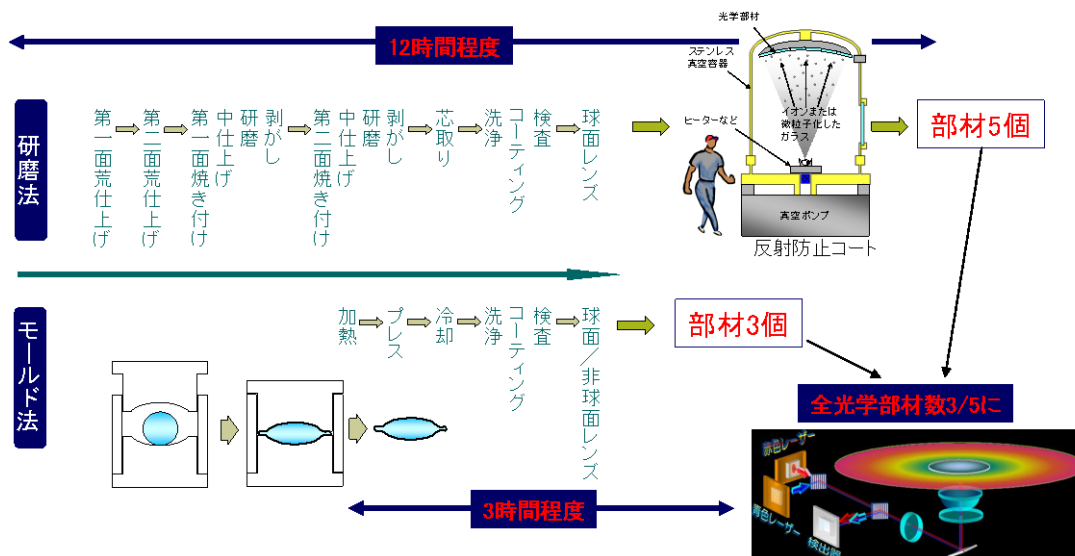 12時間程度
研磨法
第一面荒仕上げ
第二面荒仕上げ
第一面焼き付け
中仕上げ
研磨
剥がし
第二面焼き付け
中仕上げ
研磨
剥がし
芯取り
洗浄
コーティング
検査
球面レンズ
光学部材
ステンレス
真空容器
イオンまたは
微粒子化した
ガラス
ヒーターなど
真空ポンプ
反射防止コート
部材5個
モールド法
加熱
プレス
冷却
洗浄
コーティング
検査
球面/非球面レンズ
部材3個
全光学部材数3/5に
3時間程度
赤色レーザー
青色レーザー
検出器